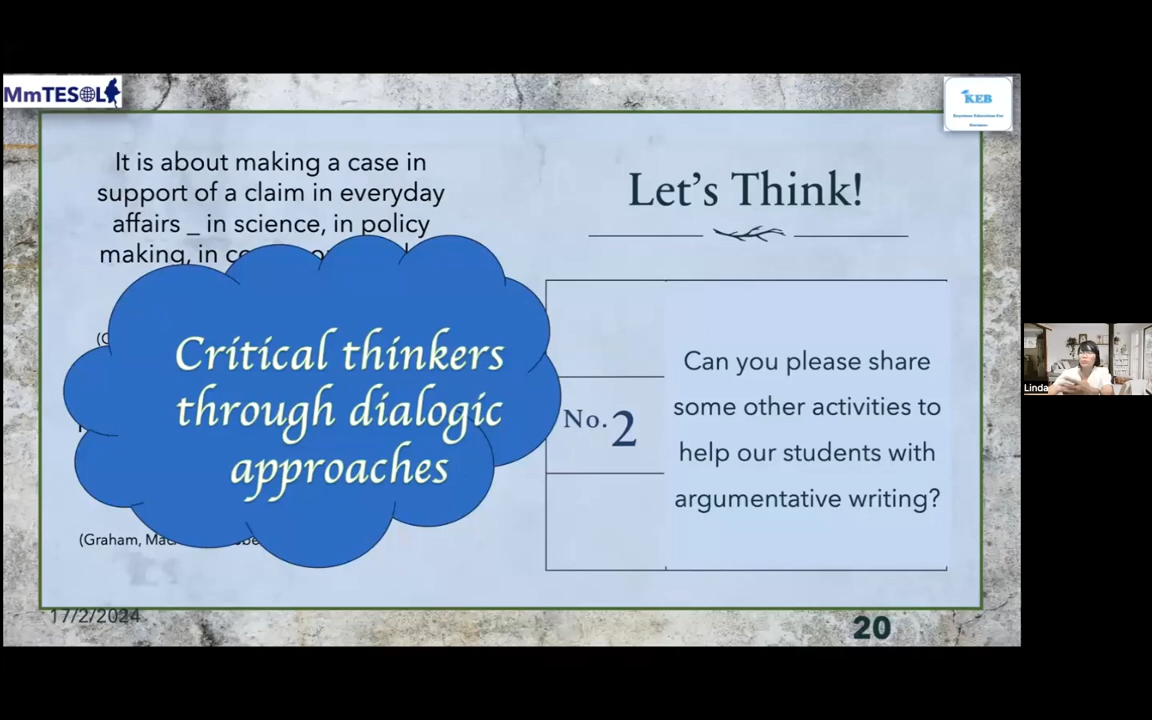 MmTESOL
KEB
It is about making a case in
support of a claim in everyday
affairs _ in science, in policy
making, in
Critical thinkers
through dialogic
approaches
(Graham,
Let's Think!
No.2
Can you please share
some other activities to
help our students with
argumentative writing?
17/2/2024
20
Linda